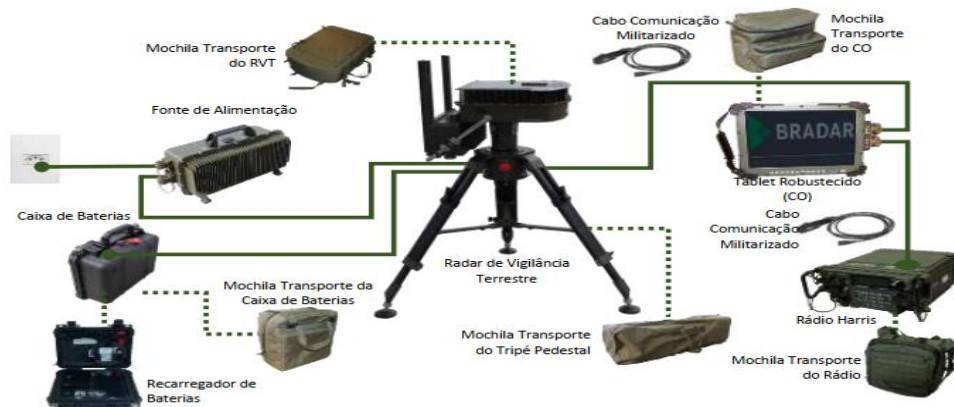 Mochila Transporte
do RVT
Cabo Comunicação
Militarizado
Mochila
Transporte
do CO
Fonte de Alimentação
BRADAR
Tablet Robustecido
(CO)
Caixa de Baterias
Cabo
Comunicação
Militarizado
Radar de Vigilância
Terrestre
Mochila Transporte da
Caixa de Baterias
Rádio Harris
Mochila Transporte
do Tripé Pedestal
Mochila Transporte
do Rádio
Recarregador de
Baterias